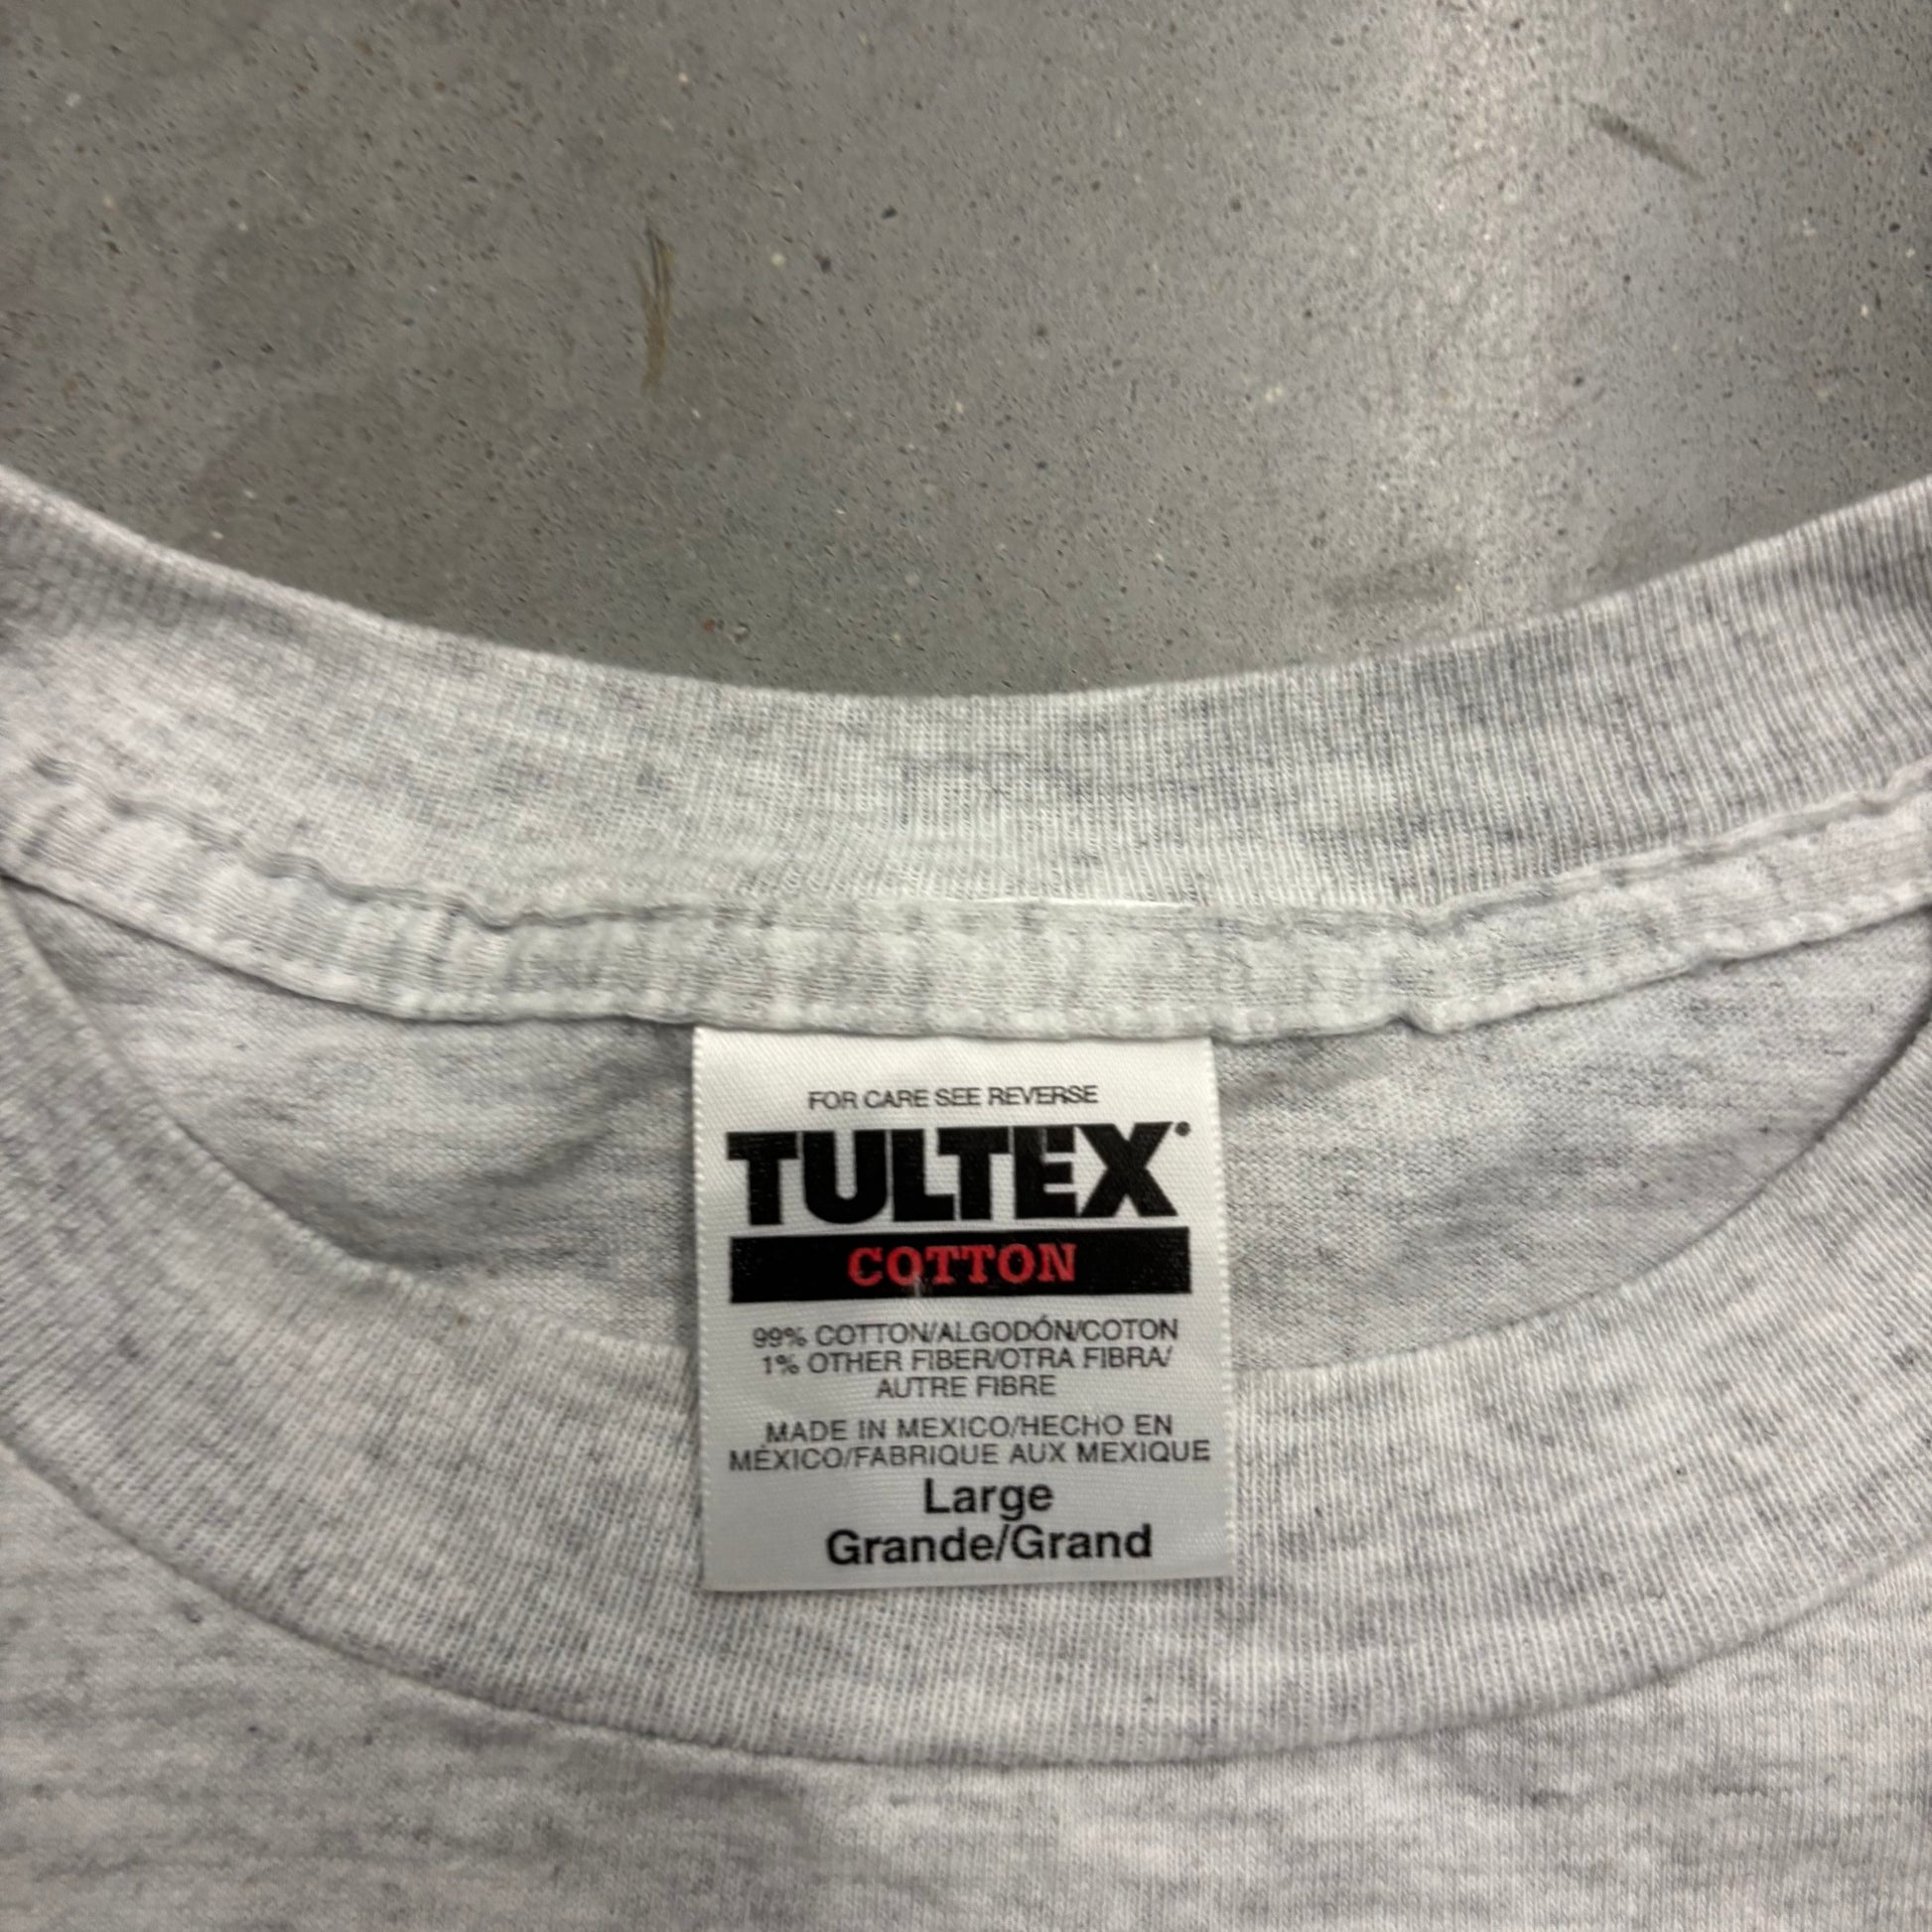 FOR CARE SEE REVERSE
TULTEX
COTTON
99% COTTON/ALGODÓN/COTON
1% OTHER FIBER/OTRA FIBRA/
AUTRE FIBRE
MADE IN MEXICO/HECHO EN
MÉXICO/FABRIQUE AUX MEXIQUE
Large
Grande/Grand